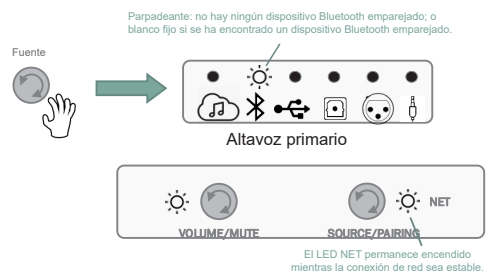 Parpadeante: no hay ningún dispositivo Bluetooth emparejado; o
blanco fijo si se ha encontrado un dispositivo Bluetooth emparejado.
Fuente
Altavoz primario
NET
VOLUME/MUTE
SOURCE/PAIRING
El LED NET permanece encendido
mientras la conexión de red sea estable.